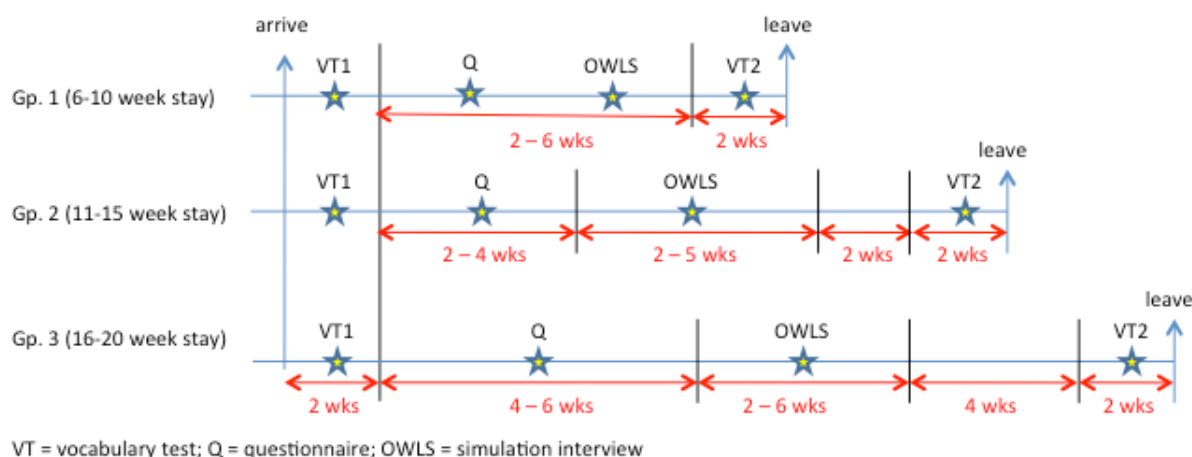 arrive
leave
VT1 Q OWLS VT2
Gp. 1 (6-10 week stay)
2 – 6 wks 2 wks
leave
VT1 Q OWLS VT2
Gp. 2 (11-15 week stay)
2 – 4 wks 2 – 5 wks 2 wks 2 wks
leave
VT1 Q OWLS VT2
Gp. 3 (16-20 week stay)
2 wks 4 – 6 wks 2 – 6 wks 4 wks 2 wks
VT = vocabulary test; Q = questionnaire; OWLS = simulation interview